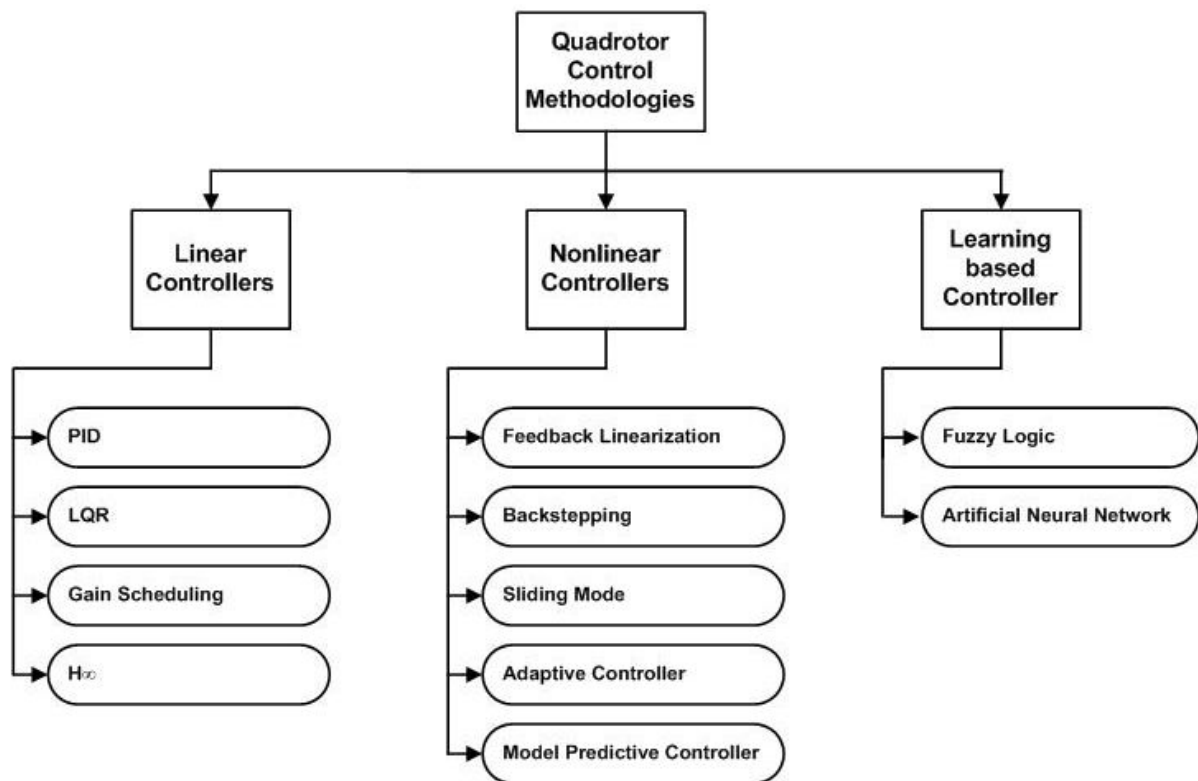 Quadrotor
Control
Methodologies
Linear
Controllers
Nonlinear
Controllers
Learning
based
Controller
PID
LQR
Gain Scheduling
H∞
Feedback Linearization
Backstepping
Sliding Mode
Adaptive Controller
Model Predictive Controller
Fuzzy Logic
Artificial Neural Network